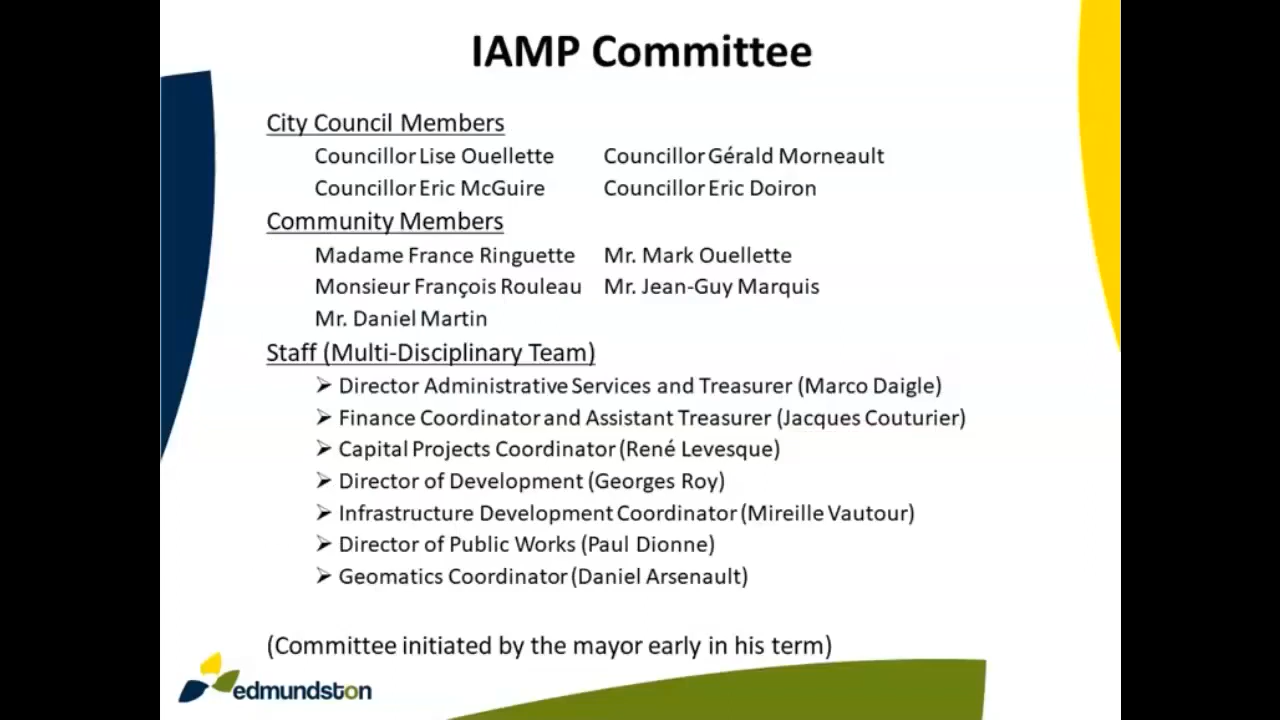 IAMP Committee
City Council Members
Councillor Lise Ouellette Councillor Gérald Morneault
Councillor Eric McGuire Councillor Eric Doiron
Community Members
Madame France Ringuette Mr. Mark Ouellette
Monsieur François Rouleau Mr. Jean-Guy Marquis
Mr. Daniel Martin
Staff (Multi-Disciplinary Team)
➢ Director Administrative Services and Treasurer (Marco Daigle)
➢ Finance Coordinator and Assistant Treasurer (Jacques Couturier)
➢ Capital Projects Coordinator (René Levesque)
➢ Director of Development (Georges Roy)
➢ Infrastructure Development Coordinator (Mireille Vautour)
➢ Director of Public Works (Paul Dionne)
➢ Geomatics Coordinator (Daniel Arsenault)
(Committee initiated by the mayor early in his term)
edmundston